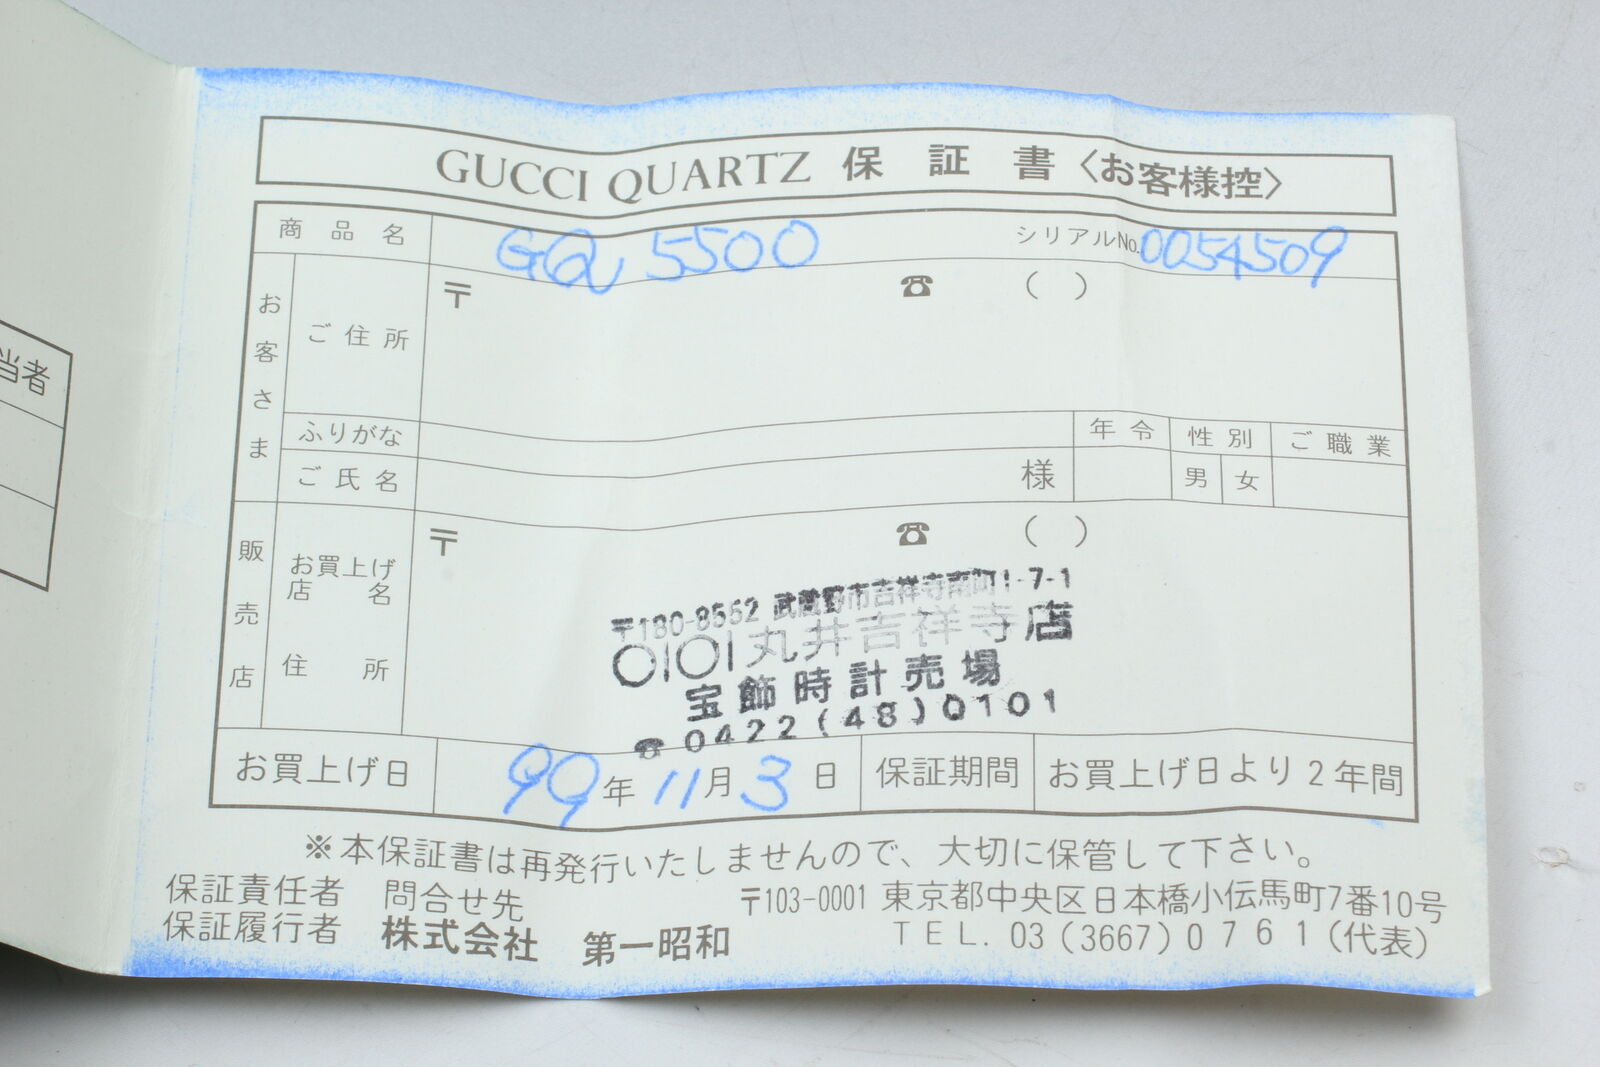 当者
GUCCI QUARTZ 保証書〈お客様控〉
商品名 GQ 5500 シリアルNo. 0054509
お客さま
ご住所 〒 ☎ ( )
ふりがな 年令 性別 ご職業
ご氏名 様 男 女
販売店
お買上げ店名 〒 ☎ ( )
住所
〒180-8552 武蔵野市吉祥寺南町1-7-1
OIOI丸井吉祥寺店
宝飾時計売場
☎ 0422(48)0101
お買上げ日 99年 11月 3日 保証期間 お買上げ日より2年間
※本保証書は再発行いたしませんので、大切に保管して下さい。
保証責任者 問合せ先 〒103-0001 東京都中央区日本橋小伝馬町7番10号
保証履行者 株式会社 第一昭和 TEL. 03(3667)0761(代表)